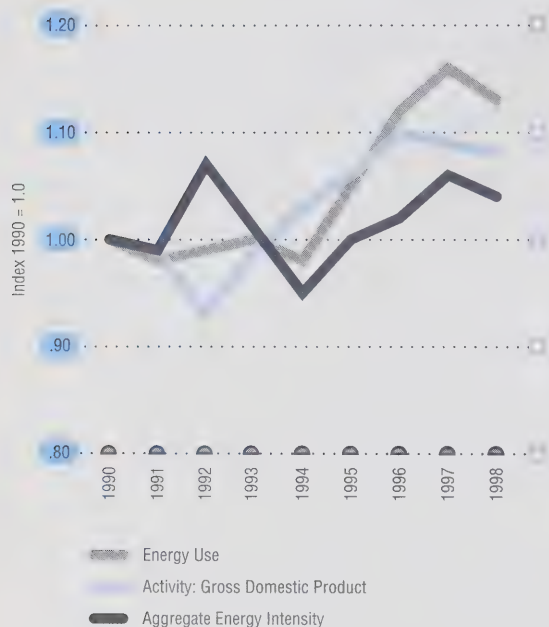 1.20
1.10
Index 1990 = 1.0
1.00
.90
.80
1990 1991 1992 1993 1994 1995 1996 1997 1998
Energy Use
Activity: Gross Domestic Product
Aggregate Energy Intensity